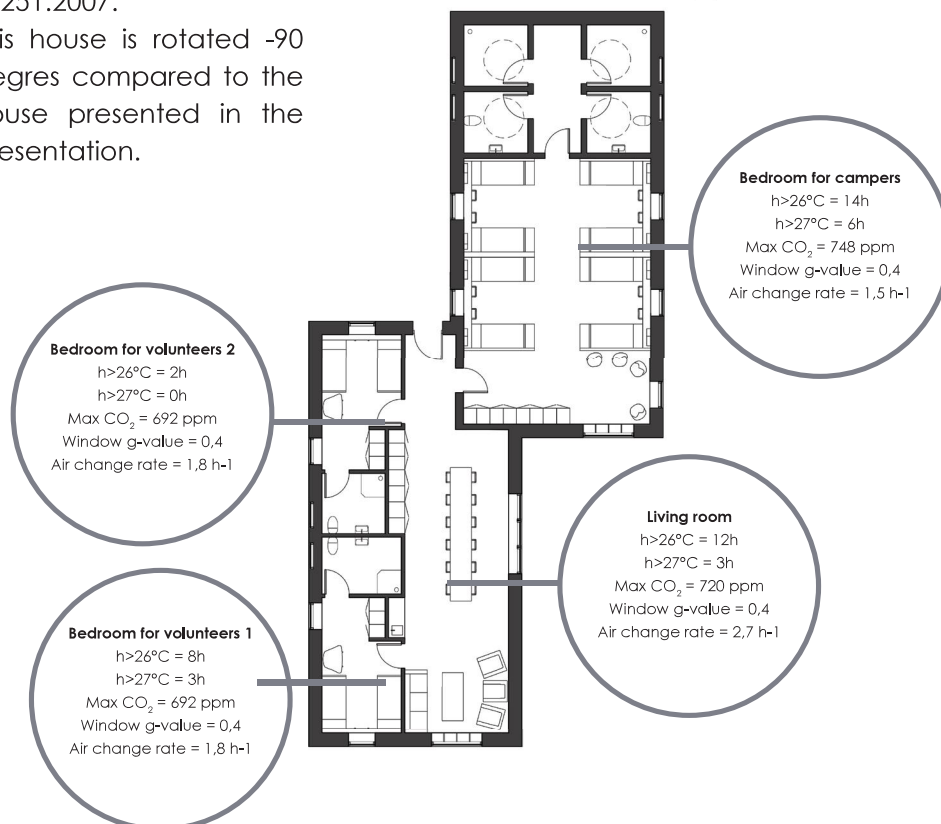 251.2007.
is house is rotated -90
egres compared to the
ouse presented in the
esentation.
Bedroom for campers
h>26°C = 14h
h>27°C = 6h
Max CO₂ = 748 ppm
Window g-value = 0,4
Air change rate = 1,5 h-1
Bedroom for volunteers 2
h>26°C = 2h
h>27°C = 0h
Max CO₂ = 692 ppm
Window g-value = 0,4
Air change rate = 1,8 h-1
Living room
h>26°C = 12h
h>27°C = 3h
Max CO₂ = 720 ppm
Window g-value = 0,4
Air change rate = 2,7 h-1
Bedroom for volunteers 1
h>26°C = 8h
h>27°C = 3h
Max CO₂ = 692 ppm
Window g-value = 0,4
Air change rate = 1,8 h-1